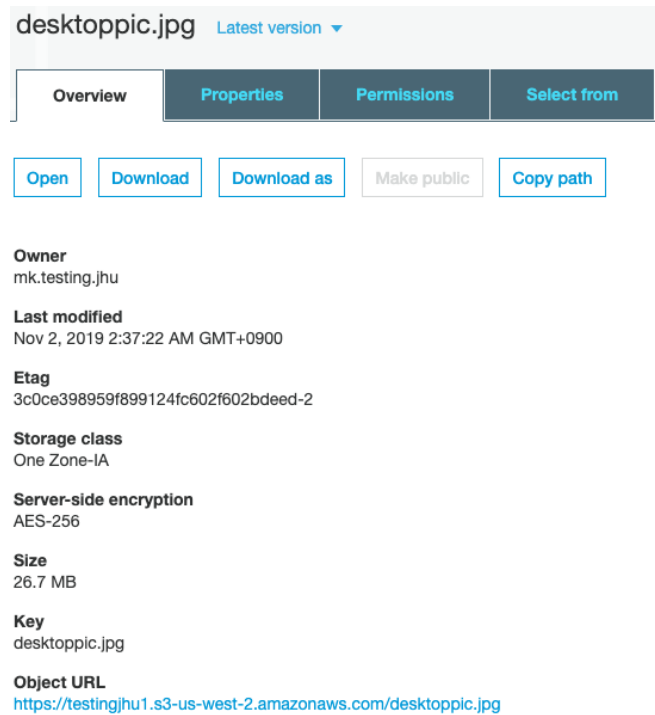 desktoppic.jpg Latest version
Overview Properties Permissions Select from
Open Download Download as Make public Copy path
Owner
mk.testing.jhu
Last modified
Nov 2, 2019 2:37:22 AM GMT+0900
Etag
3c0ce398959f899124fc602f602bdeed-2
Storage class
One Zone-IA
Server-side encryption
AES-256
Size
26.7 MB
Key
desktoppic.jpg
Object URL
https://testingjhu1.s3-us-west-2.amazonaws.com/desktoppic.jpg